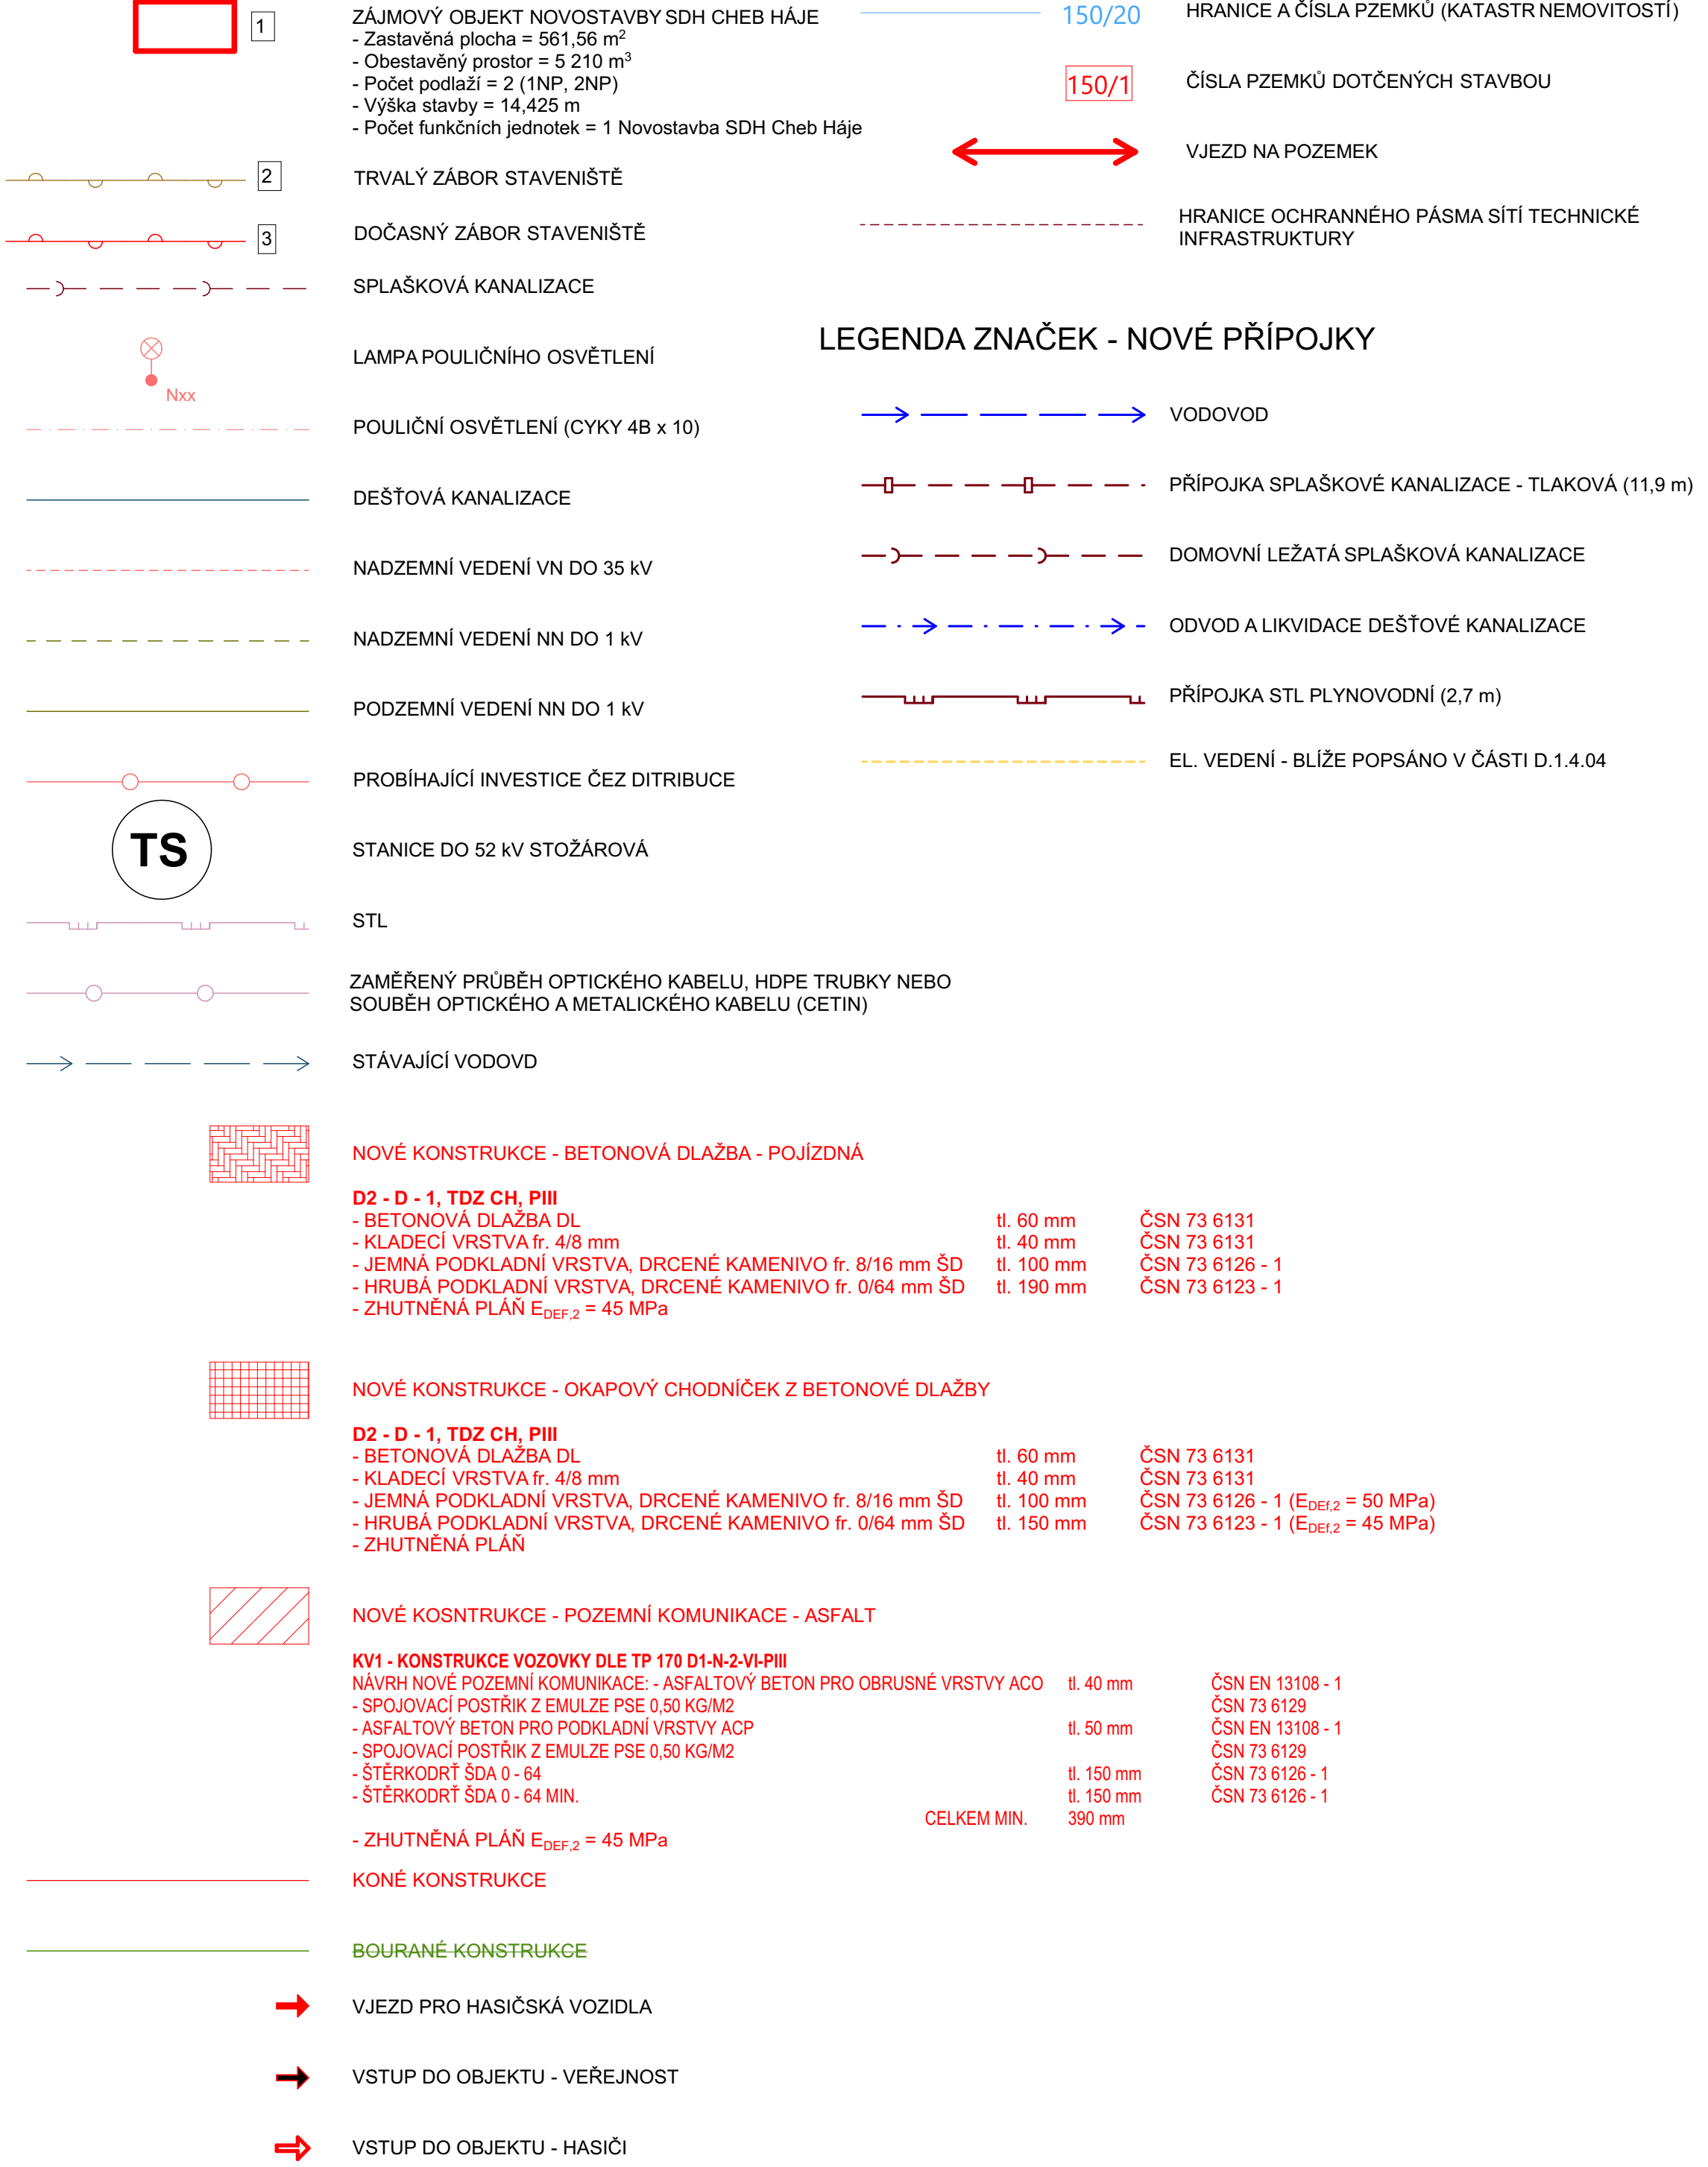 1
ZÁJMOVÝ OBJEKT NOVOSTAVBY SDH CHEB HÁJE
- Zastavěná plocha = 561,56 m²
- Obestavěný prostor = 5 210 m³
- Počet podlaží = 2 (1NP, 2NP)
- Výška stavby = 14,425 m
- Počet funkčních jednotek = 1 Novostavba SDH Cheb Háje
2
TRVALÝ ZÁBOR STAVENIŠTĚ
3
DOČASNÝ ZÁBOR STAVENIŠTĚ
SPLAŠKOVÁ KANALIZACE
LAMPA POULIČNÍHO OSVĚTLENÍ
Nxx
POULIČNÍ OSVĚTLENÍ (CYKY 4B x 10)
DEŠŤOVÁ KANALIZACE
NADZEMNÍ VEDENÍ VN DO 35 kV
NADZEMNÍ VEDENÍ NN DO 1 kV
PODZEMNÍ VEDENÍ NN DO 1 kV
PROBÍHAJÍCÍ INVESTICE ČEZ DITRIBUCE
TS
STANICE DO 52 kV STOŽÁROVÁ
STL
ZAMĚŘENÝ PRŮBĚH OPTICKÉHO KABELU, HDPE TRUBKY NEBO
SOUBĚH OPTICKÉHO A METALICKÉHO KABELU (CETIN)
STÁVAJÍCÍ VODOVD
150/20
HRANICE A ČÍSLA PZEMKŮ (KATASTR NEMOVITOSTÍ)
150/1
ČÍSLA PZEMKŮ DOTČENÝCH STAVBOU
VJEZD NA POZEMEK
HRANICE OCHRANNÉHO PÁSMA SÍTÍ TECHNICKÉ
INFRASTRUKTURY
LEGENDA ZNAČEK - NOVÉ PŘÍPOJKY
VODOVOD
PŘÍPOJKA SPLAŠKOVÉ KANALIZACE - TLAKOVÁ (11,9 m)
DOMOVNÍ LEŽATÁ SPLAŠKOVÁ KANALIZACE
ODVOD A LIKVIDACE DEŠŤOVÉ KANALIZACE
PŘÍPOJKA STL PLYNOVODNÍ (2,7 m)
EL. VEDENÍ - BLÍŽE POPSÁNO V ČÁSTI D.1.4.04
NOVÉ KONSTRUKCE - BETONOVÁ DLAŽBA - POJÍZDNÁ
D2 - D - 1, TDZ CH, PIII
- BETONOVÁ DLAŽBA DL tl. 60 mm ČSN 73 6131
- KLADECÍ VRSTVA fr. 4/8 mm tl. 40 mm ČSN 73 6131
- JEMNÁ PODKLADNÍ VRSTVA, DRCENÉ KAMENIVO fr. 8/16 mm ŠD tl. 100 mm ČSN 73 6126 - 1
- HRUBÁ PODKLADNÍ VRSTVA, DRCENÉ KAMENIVO fr. 0/64 mm ŠD tl. 190 mm ČSN 73 6123 - 1
- ZHUTNĚNÁ PLÁŇ EDEF,2 = 45 MPa
NOVÉ KONSTRUKCE - OKAPOVÝ CHODNÍČEK Z BETONOVÉ DLAŽBY
D2 - D - 1, TDZ CH, PIII
- BETONOVÁ DLAŽBA DL tl. 60 mm ČSN 73 6131
- KLADECÍ VRSTVA fr. 4/8 mm tl. 40 mm ČSN 73 6131
- JEMNÁ PODKLADNÍ VRSTVA, DRCENÉ KAMENIVO fr. 8/16 mm ŠD tl. 100 mm ČSN 73 6126 - 1 (EDEf,2 = 50 MPa)
- HRUBÁ PODKLADNÍ VRSTVA, DRCENÉ KAMENIVO fr. 0/64 mm ŠD tl. 150 mm ČSN 73 6123 - 1 (EDEf,2 = 45 MPa)
- ZHUTNĚNÁ PLÁŇ
NOVÉ KOSNTRUKCE - POZEMNÍ KOMUNIKACE - ASFALT
KV1 - KONSTRUKCE VOZOVKY DLE TP 170 D1-N-2-VI-PIII
NÁVRH NOVÉ POZEMNÍ KOMUNIKACE: - ASFALTOVÝ BETON PRO OBRUSNÉ VRSTVY ACO tl. 40 mm ČSN EN 13108 - 1
- SPOJOVACÍ POSTŘIK Z EMULZE PSE 0,50 KG/M2 ČSN 73 6129
- ASFALTOVÝ BETON PRO PODKLADNÍ VRSTVY ACP tl. 50 mm ČSN EN 13108 - 1
- SPOJOVACÍ POSTŘIK Z EMULZE PSE 0,50 KG/M2 ČSN 73 6129
- ŠTĚRKODRŤ ŠDA 0 - 64 tl. 150 mm ČSN 73 6126 - 1
- ŠTĚRKODRŤ ŠDA 0 - 64 MIN. tl. 150 mm ČSN 73 6126 - 1
CELKEM MIN. 390 mm
- ZHUTNĚNÁ PLÁŇ EDEF,2 = 45 MPa
KONÉ KONSTRUKCE
BOURANÉ KONSTRUKCE
VJEZD PRO HASIČSKÁ VOZIDLA
VSTUP DO OBJEKTU - VEŘEJNOST
VSTUP DO OBJEKTU - HASIČI